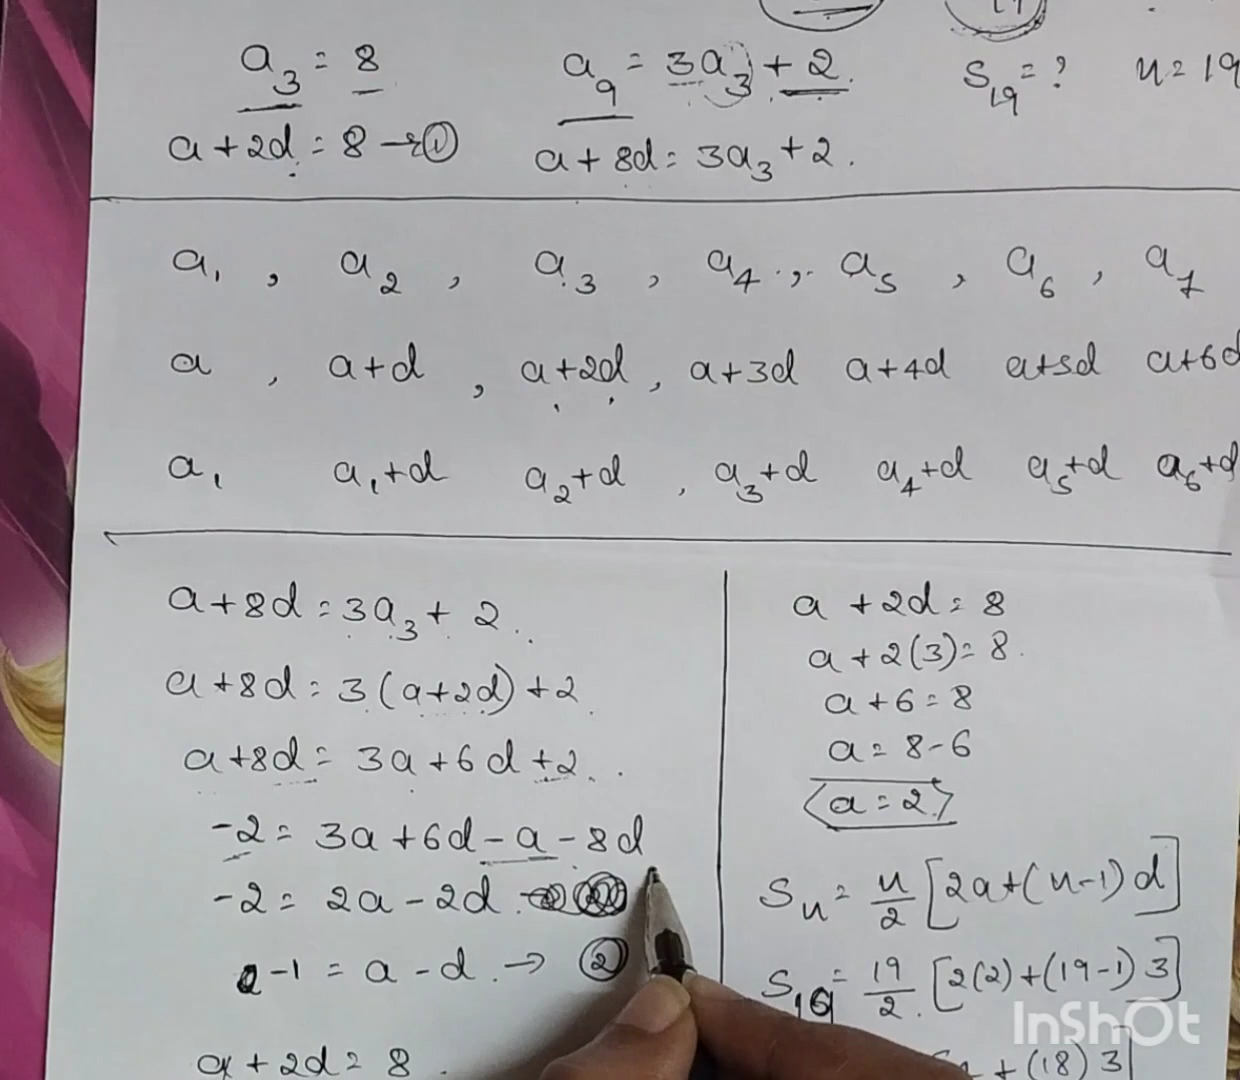 a₃ = 8 a₉ = 3a₃ + 2. S₁₉ = ? n = 19
a + 2d = 8 → ① a + 8d = 3a₃ + 2.
a₁ , a₂ , a₃ , a₄ , a₅ , a₆ , a₇
a , a+d , a+2d , a+3d a+4d a+5d a+6d
a₁ a₁+d a₂+d , a₃+d a₄+d a₅+d a₆+d
a + 8d = 3a₃ + 2.
a + 8d = 3(a+2d) + 2
a + 8d = 3a + 6d + 2
-2 = 3a + 6d - a - 8d
-2 = 2a - 2d
-1 = a - d. → ②
a + 2d = 8.
a + 2d = 8
a + 2(3) = 8.
a + 6 = 8
a = 8 - 6
a = 2
Sn = n/2 [2a + (n-1) d]
S₁₉ = 19/2 [2(2) + (19-1) 3]
+ (18) 3]
InShOt